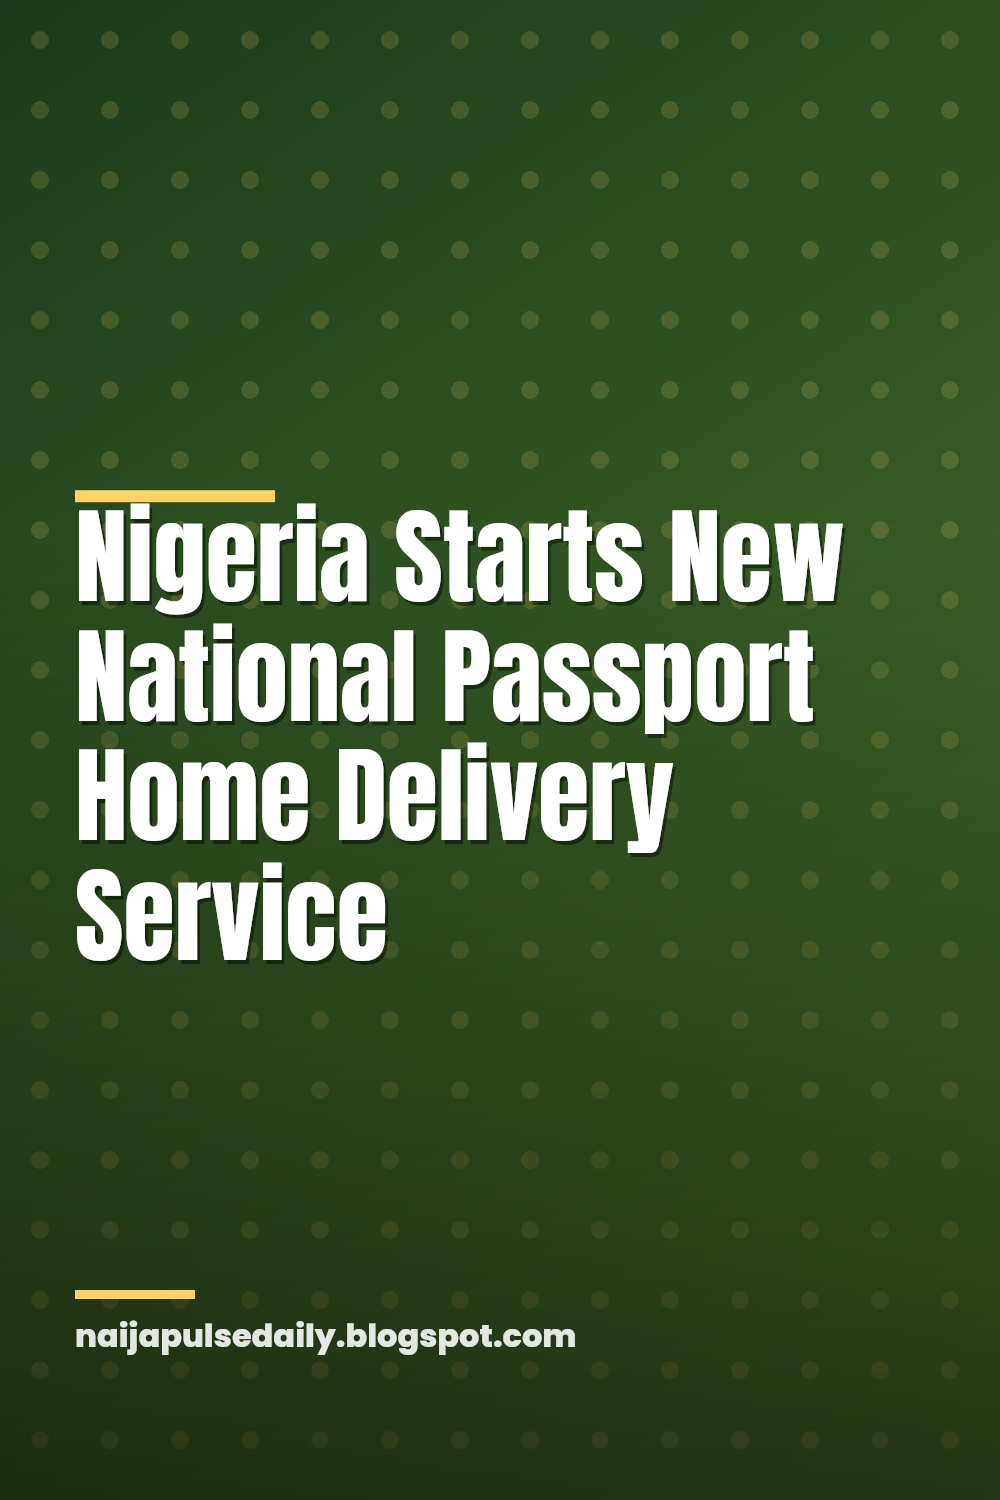 Nigeria Starts New
National Passport
Home Delivery
Service
naijapulsedaily.blogspot.com